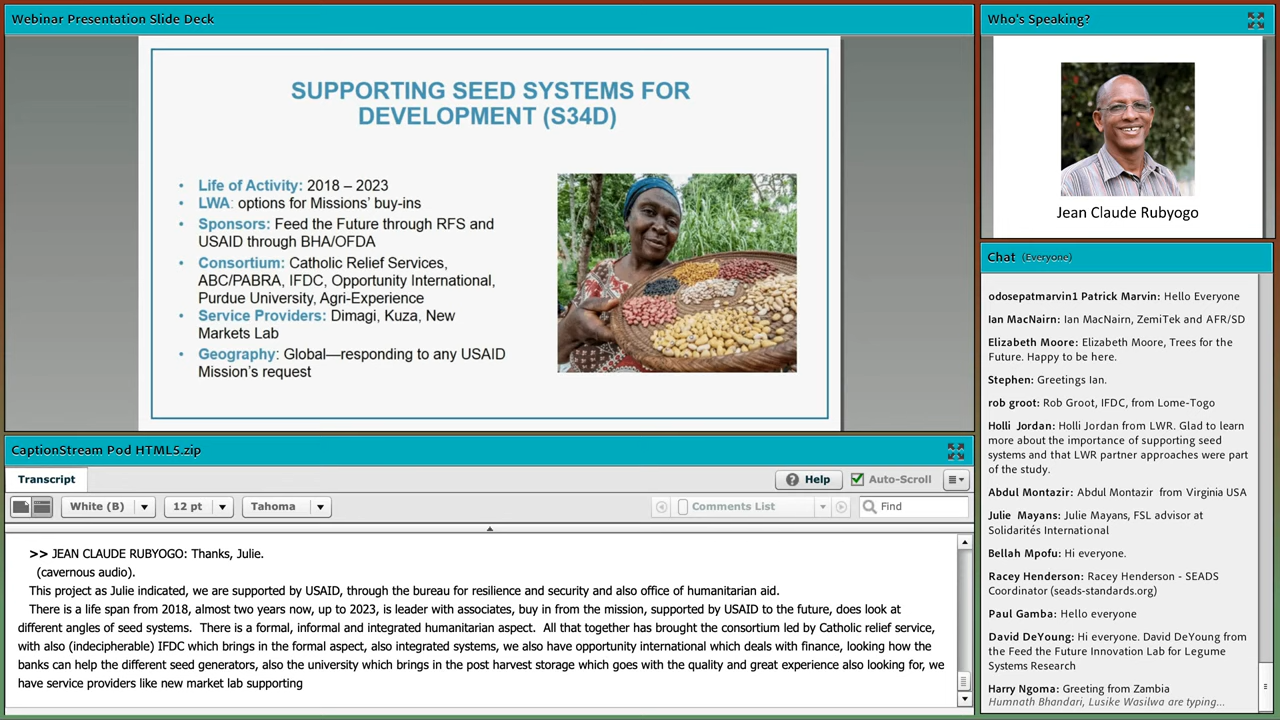 Webinar Presentation Slide Deck
SUPPORTING SEED SYSTEMS FOR
DEVELOPMENT (S34D)
• Life of Activity: 2018 – 2023
• LWA: options for Missions' buy-ins
• Sponsors: Feed the Future through RFS and
USAID through BHA/OFDA
• Consortium: Catholic Relief Services,
ABC/PABRA, IFDC, Opportunity International,
Purdue University, Agri-Experience
• Service Providers: Dimagi, Kuza, New
Markets Lab
• Geography: Global—responding to any USAID
Mission's request
Who's Speaking?
Jean Claude Rubyogo
Chat (Everyone)
odosepatmarvin1 Patrick Marvin: Hello Everyone
Ian MacNairn: Ian MacNairn, ZemiTek and AFR/SD
Elizabeth Moore: Elizabeth Moore, Trees for the
Future. Happy to be here.
Stephen: Greetings Ian.
rob groot: Rob Groot, IFDC, from Lome-Togo
Holli Jordan: Holli Jordan from LWR. Glad to learn
more about the importance of supporting seed
systems and that LWR partner approaches were part
of the study.
Abdul Montazir: Abdul Montazir from Virginia USA
Julie Mayans: Julie Mayans, FSL advisor at
Solidarités International
Bellah Mpofu: Hi everyone.
Racey Henderson: Racey Henderson - SEADS
Coordinator (seads-standards.org)
Paul Gamba: Hello everyone
David DeYoung: Hi everyone. David DeYoung from
the Feed the Future Innovation Lab for Legume
Systems Research
Harry Ngoma: Greeting from Zambia
Humnath Bhandari, Lusike Wasilwa are typing...
CaptionStream Pod HTML5.zip
Transcript
Help
Auto-Scroll
White (B)
12 pt
Tahoma
Comments List
Find
>> JEAN CLAUDE RUBYOGO: Thanks, Julie.
(cavernous audio).
This project as Julie indicated, we are supported by USAID, through the bureau for resilience and security and also office of humanitarian aid.
There is a life span from 2018, almost two years now, up to 2023, is leader with associates, buy in from the mission, supported by USAID to the future, does look at
different angles of seed systems. There is a formal, informal and integrated humanitarian aspect. All that together has brought the consortium led by Catholic relief service,
with also (indecipherable) IFDC which brings in the formal aspect, also integrated systems, we also have opportunity international which deals with finance, looking how the
banks can help the different seed generators, also the university which brings in the post harvest storage which goes with the quality and great experience also looking for, we
have service providers like new market lab supporting